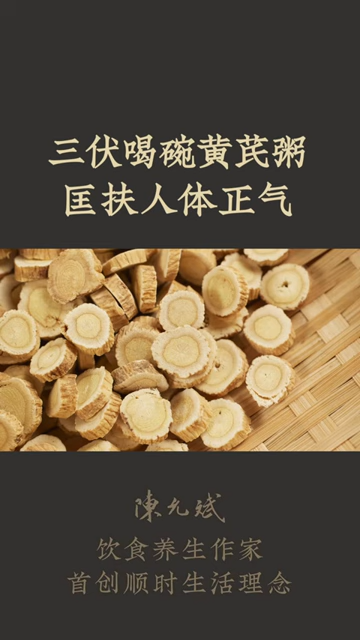 三伏喝碗黄芪粥
匡扶人体正气
陳允斌
饮食养生作家
首创顺时生活理念